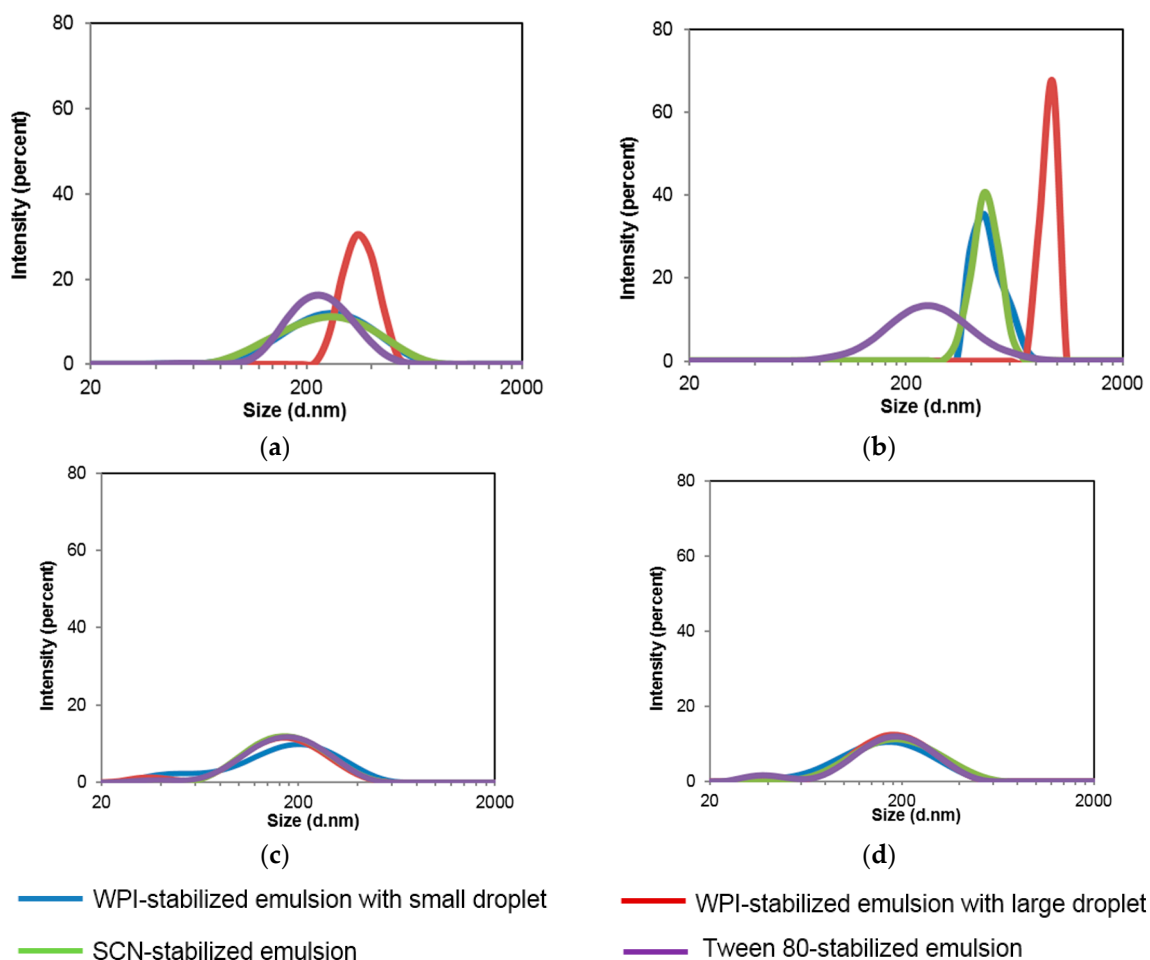 80
60
40
20
0
Intensity (percent)
20 200 2000
Size (d.nm)
(a)
80
60
40
20
0
Intensity (percent)
20 200 2000
Size (d.nm)
(b)
80
60
40
20
0
Intensity (percent)
20 200 2000
Size (d.nm)
(c)
80
60
40
20
0
Intensity (percent)
20 200 2000
Size (d.nm)
(d)
WPI-stabilized emulsion with small droplet
WPI-stabilized emulsion with large droplet
SCN-stabilized emulsion
Tween 80-stabilized emulsion